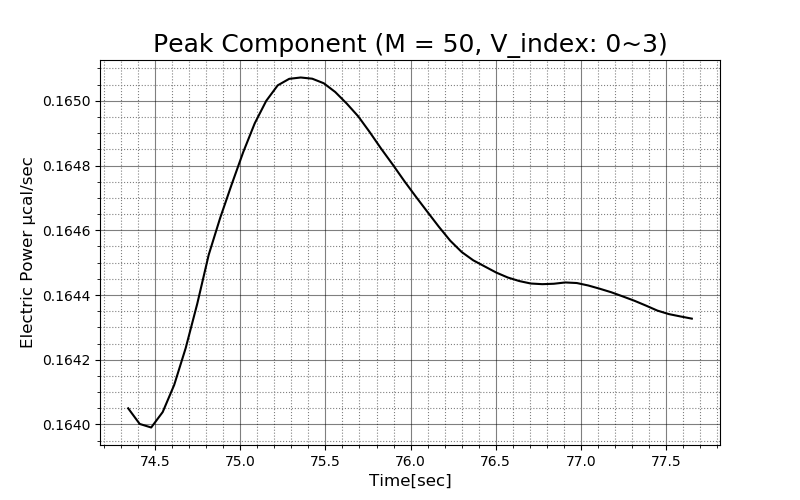 Peak Component (M = 50, V_index: 0~3)
Electric Power μcal/sec
0.1650
0.1648
0.1646
0.1644
0.1642
0.1640
74.5 75.0 75.5 76.0 76.5 77.0 77.5
Time[sec]